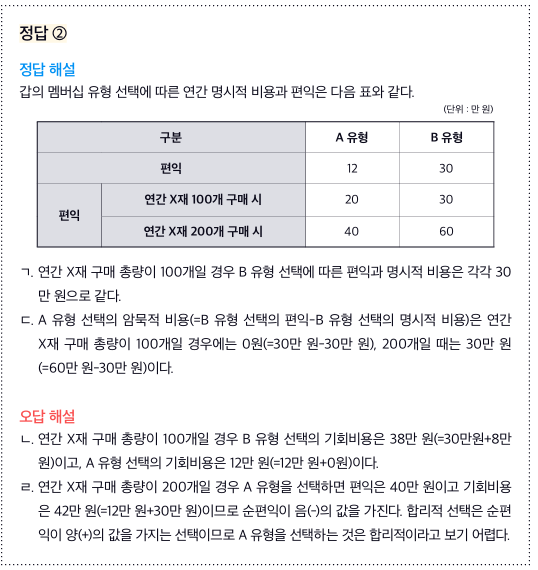 정답 ②
정답 해설
갑의 멤버십 유형 선택에 따른 연간 명시적 비용과 편익은 다음 표와 같다.
(단위 : 만 원)
구분 A 유형 B 유형
편익 12 30
편익 연간 X재 100개 구매 시 20 30
연간 X재 200개 구매 시 40 60
ㄱ. 연간 X재 구매 총량이 100개일 경우 B 유형 선택에 따른 편익과 명시적 비용은 각각 30
만 원으로 같다.
ㄷ. A 유형 선택의 암묵적 비용(=B 유형 선택의 편익-B 유형 선택의 명시적 비용)은 연간
X재 구매 총량이 100개일 경우에는 0원(=30만 원-30만 원), 200개일 때는 30만 원
(=60만 원-30만 원)이다.
오답 해설
ㄴ. 연간 X재 구매 총량이 100개일 경우 B 유형 선택의 기회비용은 38만 원(=30만원+8만
원)이고, A 유형 선택의 기회비용은 12만 원(=12만 원+0원)이다.
ㄹ. 연간 X재 구매 총량이 200개일 경우 A 유형을 선택하면 편익은 40만 원이고 기회비용
은 42만 원(=12만 원+30만 원)이므로 순편익이 음(-)의 값을 가진다. 합리적 선택은 순편
익이 양(+)의 값을 가지는 선택이므로 A 유형을 선택하는 것은 합리적이라고 보기 어렵다.